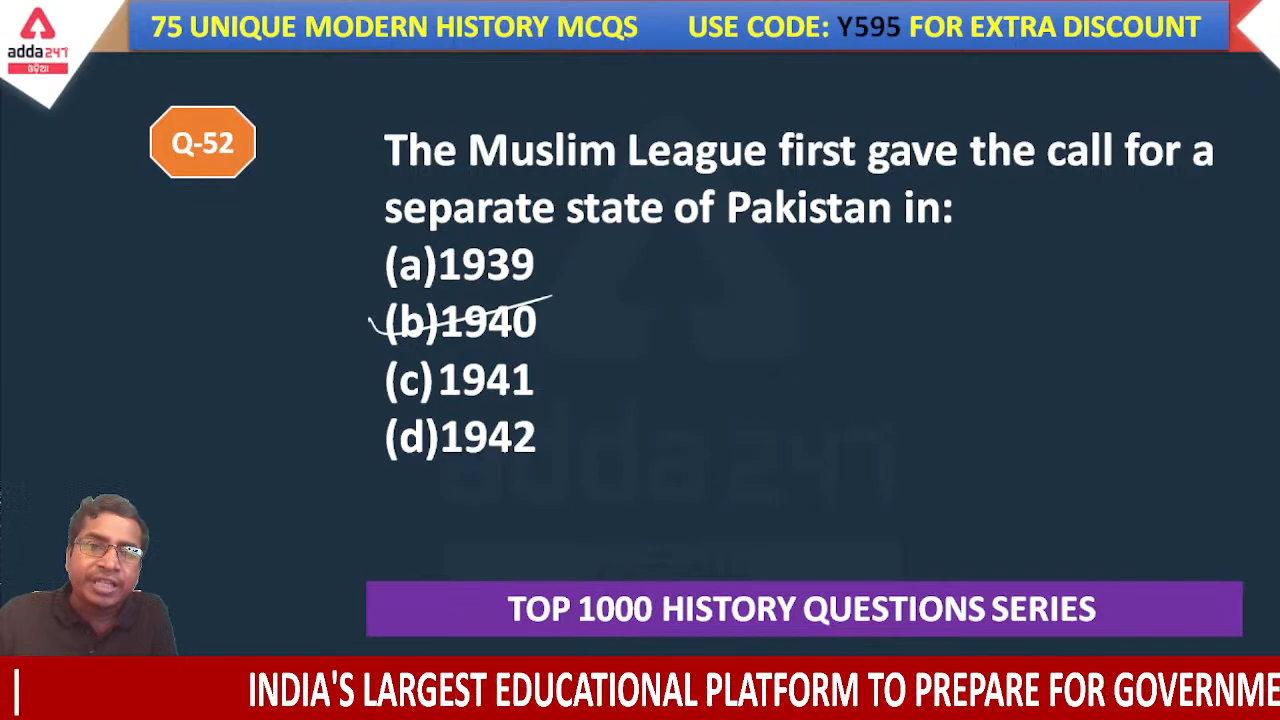 75 UNIQUE MODERN HISTORY MCQS USE CODE: Y595 FOR EXTRA DISCOUNT
adda247
ଓଡ଼ିଆ
Q-52
The Muslim League first gave the call for a
separate state of Pakistan in:
(a)1939
(b)1940
(c)1941
(d)1942
adda247
TOP 1000 HISTORY QUESTIONS SERIES
INDIA'S LARGEST EDUCATIONAL PLATFORM TO PREPARE FOR GOVERNME